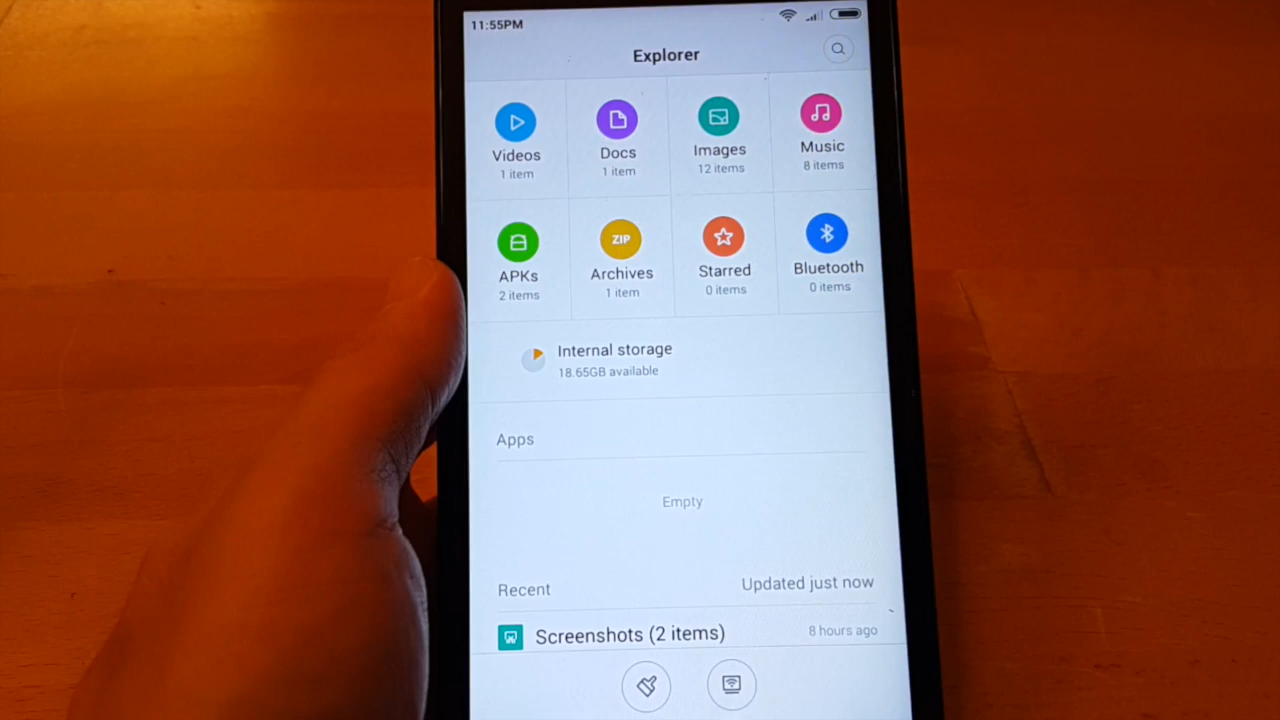 11:55PM
Explorer
Videos Docs Images Music
1 item 1 item 12 items 8 items
ZIP
APKs Archives Starred Bluetooth
2 items 1 item 0 items 0 items
Internal storage
18.65GB available
Apps
Empty
Recent Updated just now
Screenshots (2 items) 8 hours ago